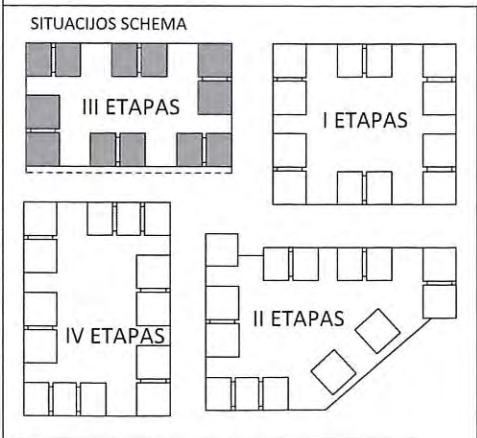 SITUACIJOS SCHEMA
III ETAPAS
I ETAPAS
IV ETAPAS
II ETAPAS